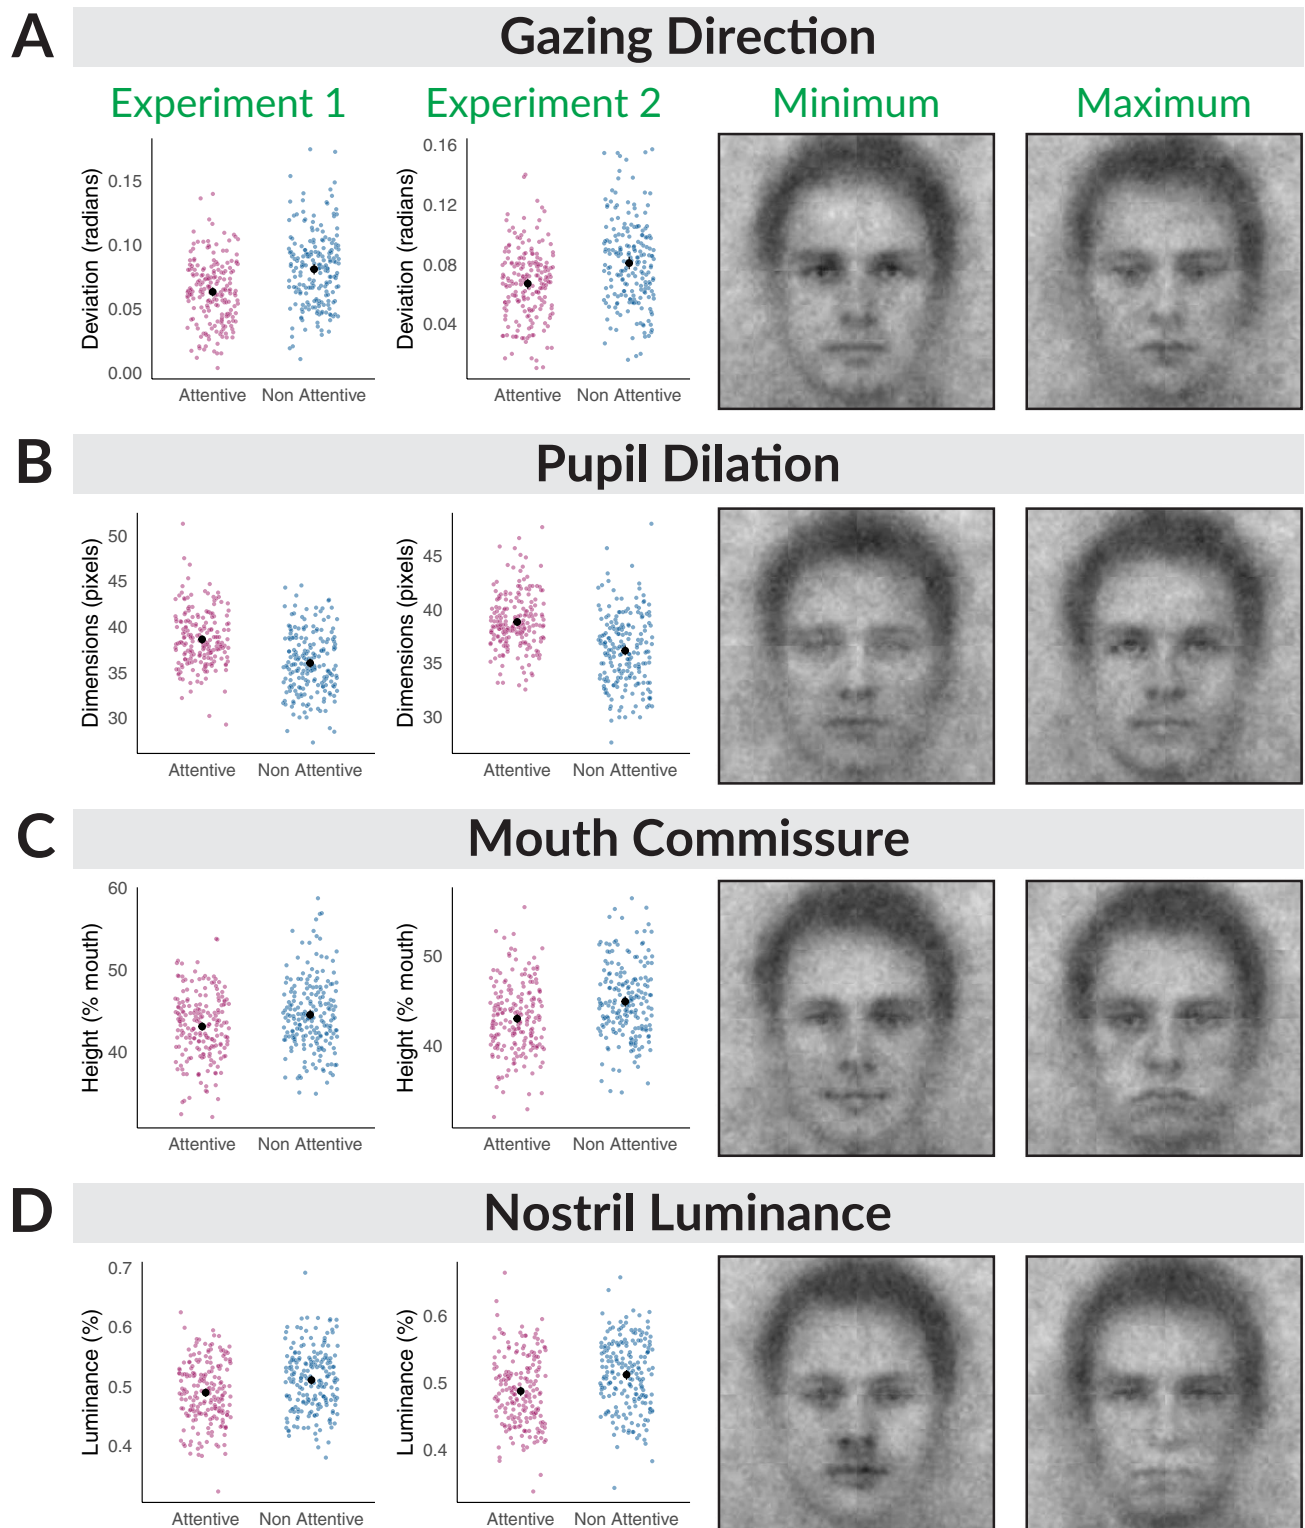 A
Gazing Direction
Experiment 1
Experiment 2
Minimum
Maximum
Deviation (radians)
0.15
0.10
0.05
0.00
Attentive
Non Attentive
Deviation (radians)
0.16
0.12
0.08
0.04
Attentive
Non Attentive
B
Pupil Dilation
Dimensions (pixels)
50
45
40
35
30
Attentive
Non Attentive
Dimensions (pixels)
45
40
35
30
Attentive
Non Attentive
C
Mouth Commissure
Height (% mouth)
60
50
40
Attentive
Non Attentive
Height (% mouth)
50
40
Attentive
Non Attentive
D
Nostril Luminance
Luminance (%)
0.7
0.6
0.5
0.4
Attentive
Non Attentive
Luminance (%)
0.6
0.5
0.4
Attentive
Non Attentive